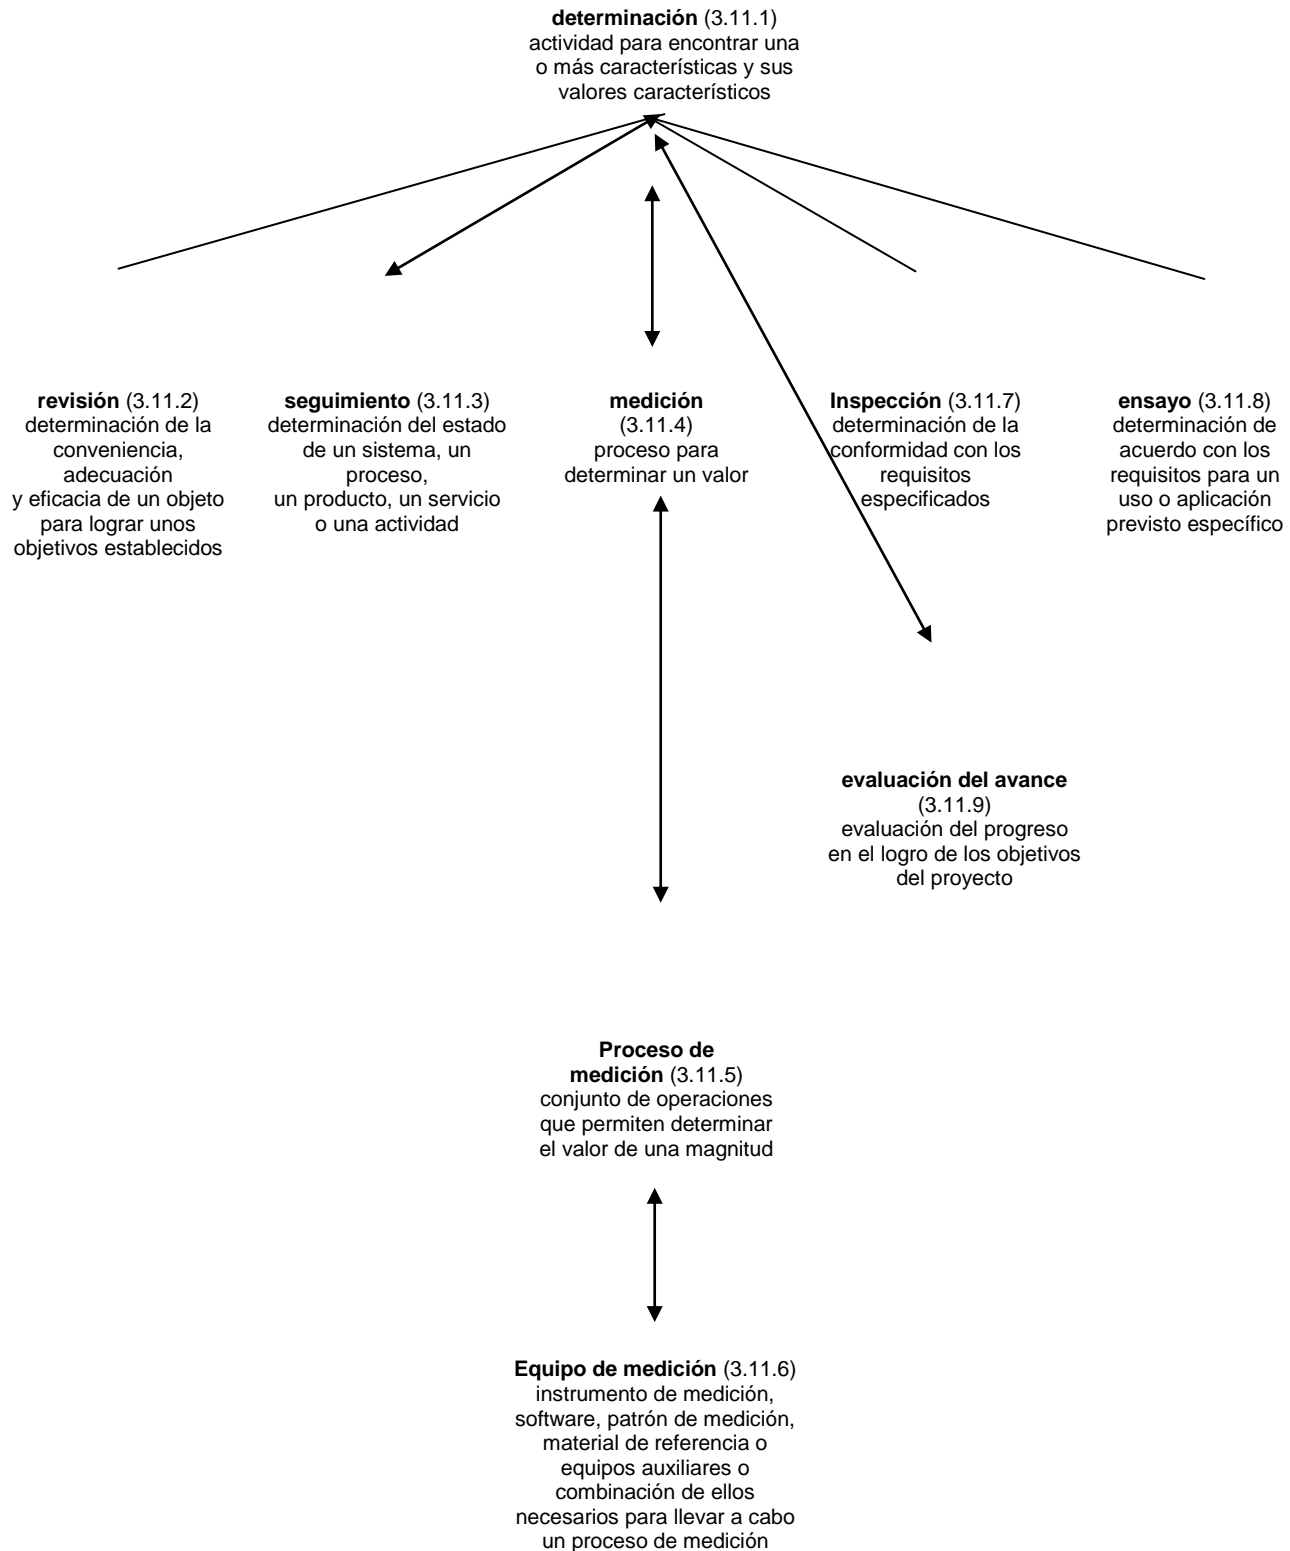 determinación (3.11.1)
actividad para encontrar una
o más características y sus
valores característicos
revisión (3.11.2)
determinación de la
conveniencia,
adecuación
y eficacia de un objeto
para lograr unos
objetivos establecidos
seguimiento (3.11.3)
determinación del estado
de un sistema, un
proceso,
un producto, un servicio
o una actividad
medición
(3.11.4)
proceso para
determinar un valor
Inspección (3.11.7)
determinación de la
conformidad con los
requisitos
especificados
ensayo (3.11.8)
determinación de
acuerdo con los
requisitos para un
uso o aplicación
previsto específico
evaluación del avance
(3.11.9)
evaluación del progreso
en el logro de los objetivos
del proyecto
Proceso de
medición (3.11.5)
conjunto de operaciones
que permiten determinar
el valor de una magnitud
Equipo de medición (3.11.6)
instrumento de medición,
software, patrón de medición,
material de referencia o
equipos auxiliares o
combinación de ellos
necesarios para llevar a cabo
un proceso de medición